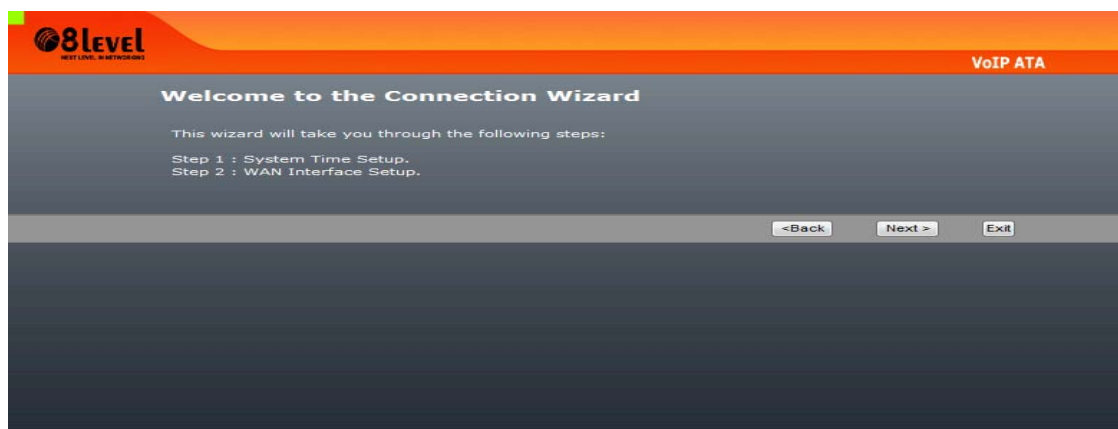 8level
NEXT LEVEL IN NETWORKING
VoIP ATA
Welcome to the Connection Wizard
This wizard will take you through the following steps:
Step 1 : System Time Setup.
Step 2 : WAN Interface Setup.
<Back Next > Exit